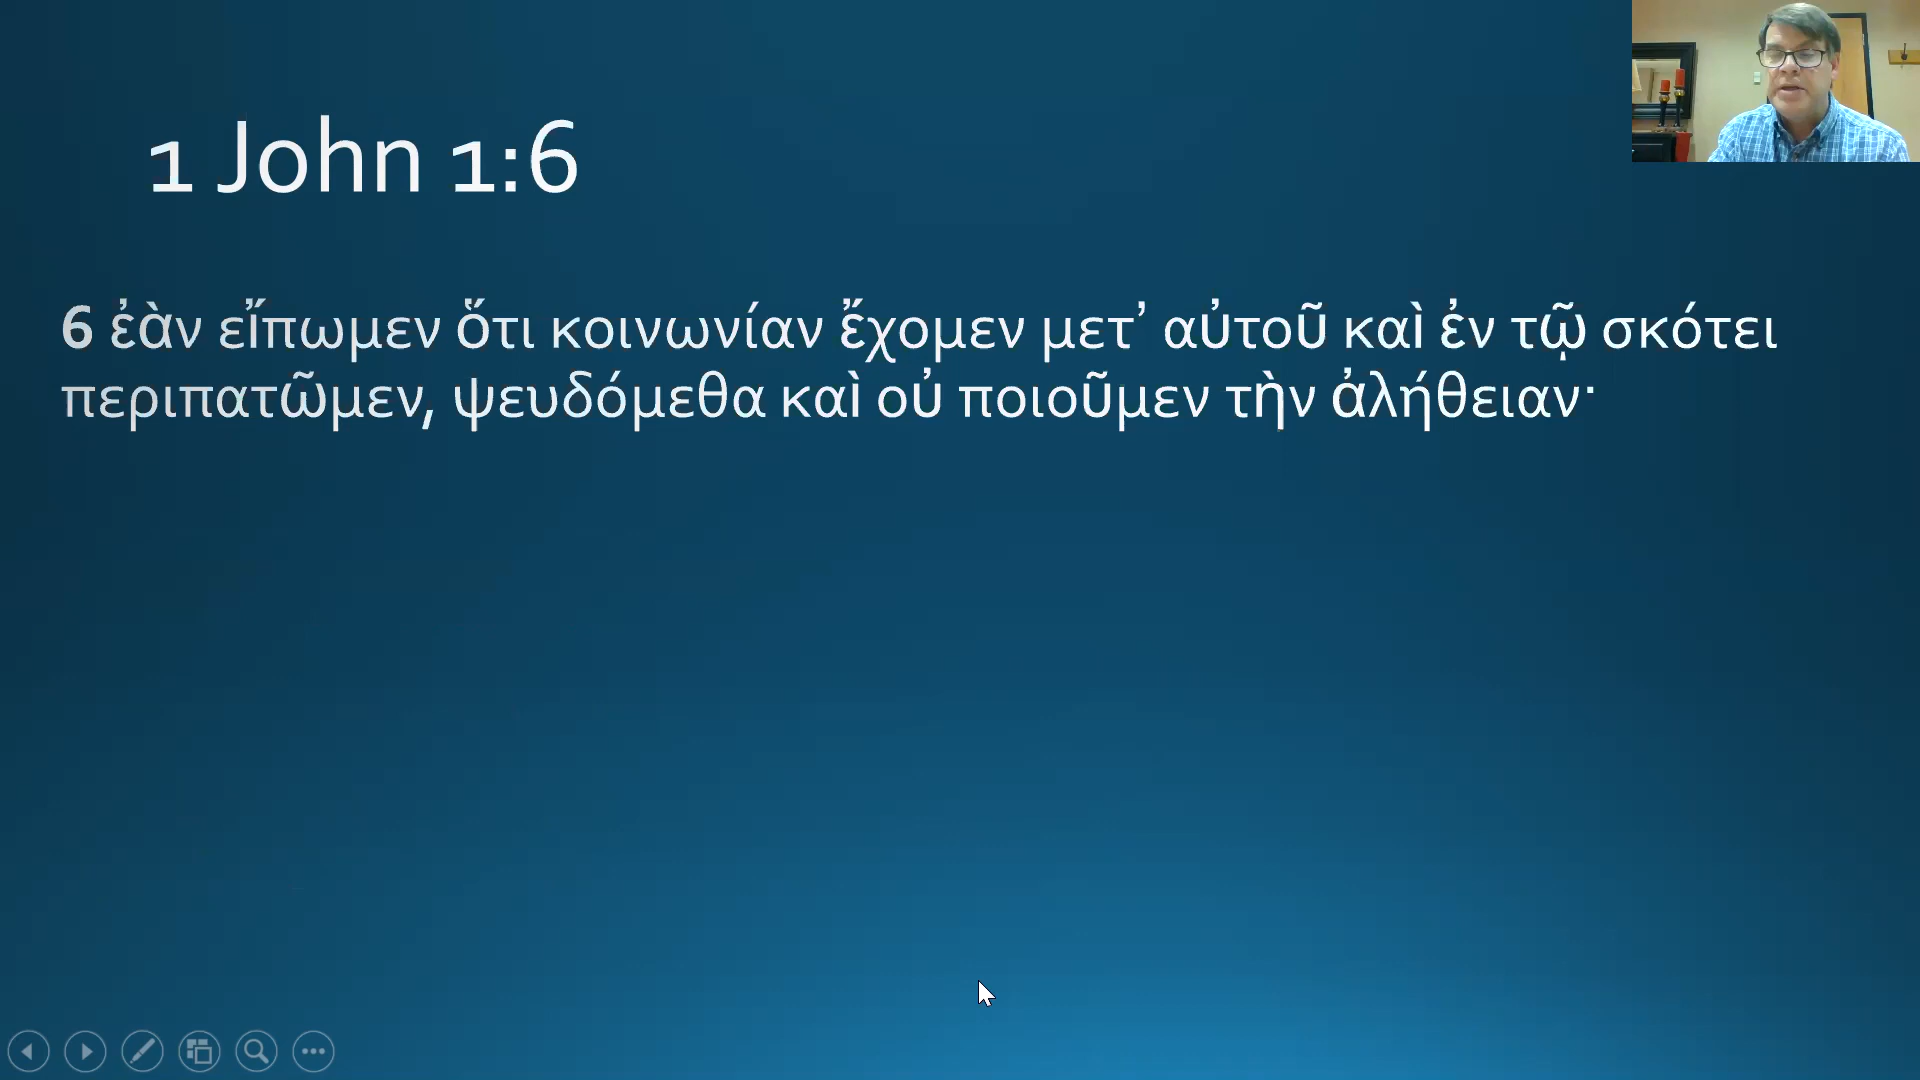 1 John 1:6
6 ἐὰν εἴπωμεν ὅτι κοινωνίαν ἔχομεν μετ’ αὐτοῦ καὶ ἐν τῷ σκότει
περιπατῶμεν, ψευδόμεθα καὶ οὐ ποιοῦμεν τὴν ἀλήθειαν·